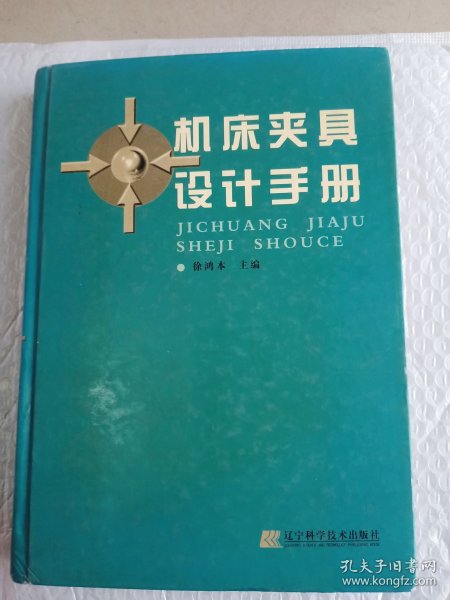 机床夹具
设计手册
JICHUANG JIAJU
SHEJI SHOUCE
徐鸿本 主编
辽宁科学技术出版社
孔夫子旧书网
www.kongfz.com